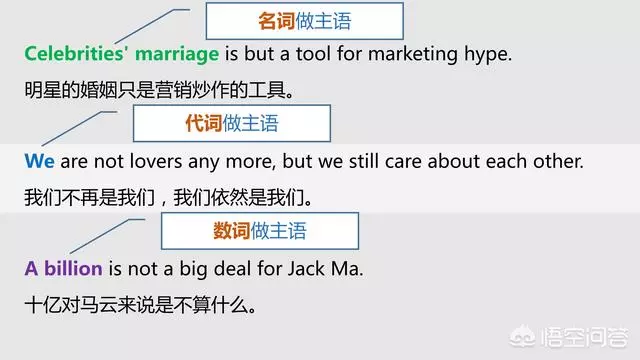 名词做主语
Celebrities' marriage is but a tool for marketing hype.
明星的婚姻只是营销炒作的工具。
代词做主语
We are not lovers any more, but we still care about each other.
我们不再是我们，我们依然是我们。
数词做主语
A billion is not a big deal for Jack Ma.
十亿对马云来说是不算什么。
悟空问答